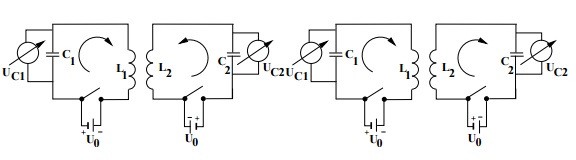 C1 C2 C1 C2
UC1 L1 L2 UC2 UC1 L1 L2 UC2
+ − − + + − + −
U0 U0 U0 U0